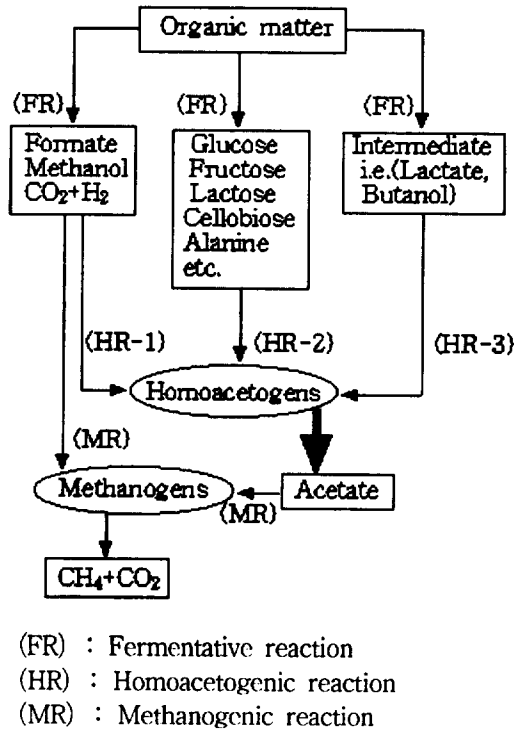 Organic matter
(FR)
(FR)
(FR)
Formate
Methanol
CO₂+H₂
Glucose
Fructose
Lactose
Cellobiose
Alanine
etc.
Intermediate
i.e.(Lactate,
Butanol)
(HR-1)
(HR-2)
(HR-3)
Homoacetogens
(MR)
Methanogens
(MR)
Acetate
CH₄+CO₂
(FR) : Fermentative reaction
(HR) : Homoacetogenic reaction
(MR) : Methanogenic reaction